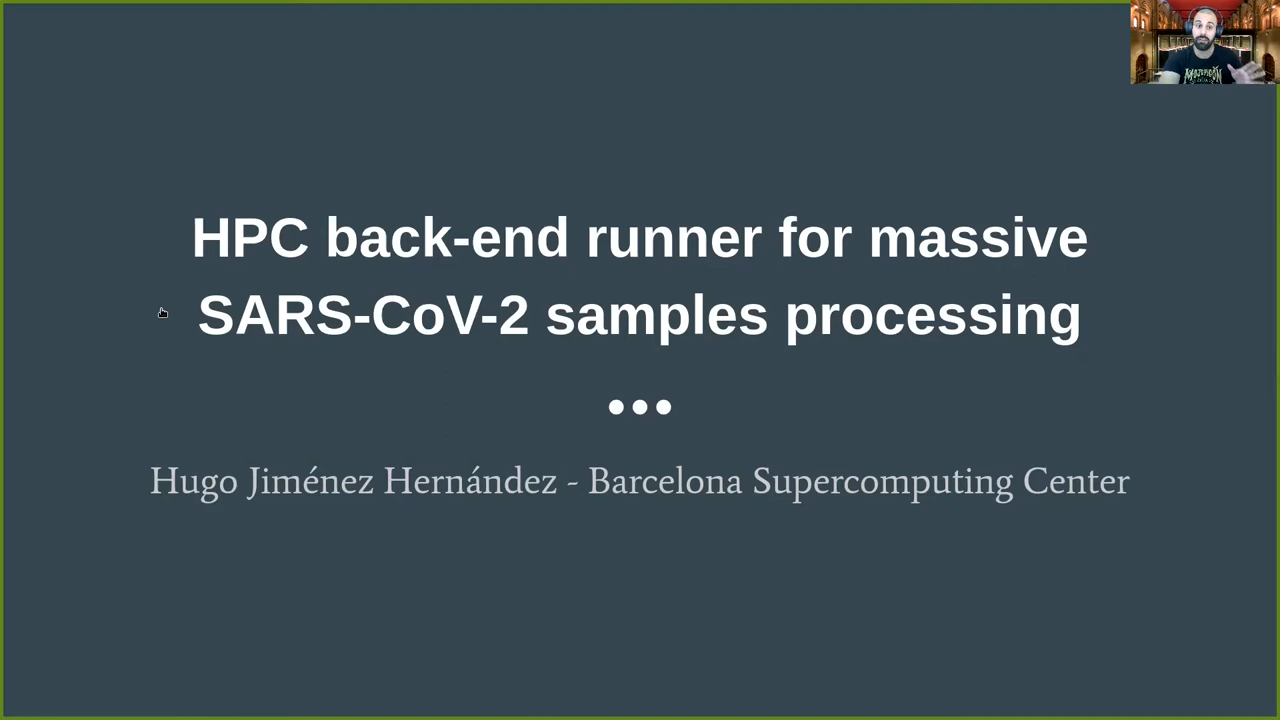 HPC back-end runner for massive
SARS-CoV-2 samples processing
Hugo Jiménez Hernández - Barcelona Supercomputing Center